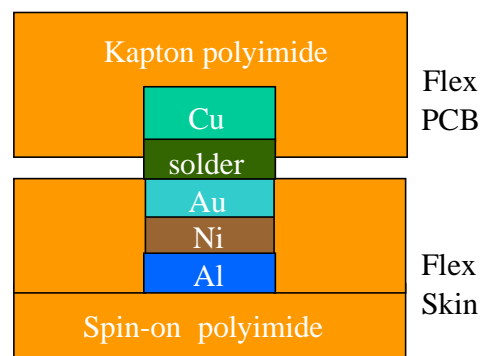 Kapton polyimide
Flex
PCB
Cu
solder
Au
Ni
Al
Flex
Skin
Spin-on polyimide